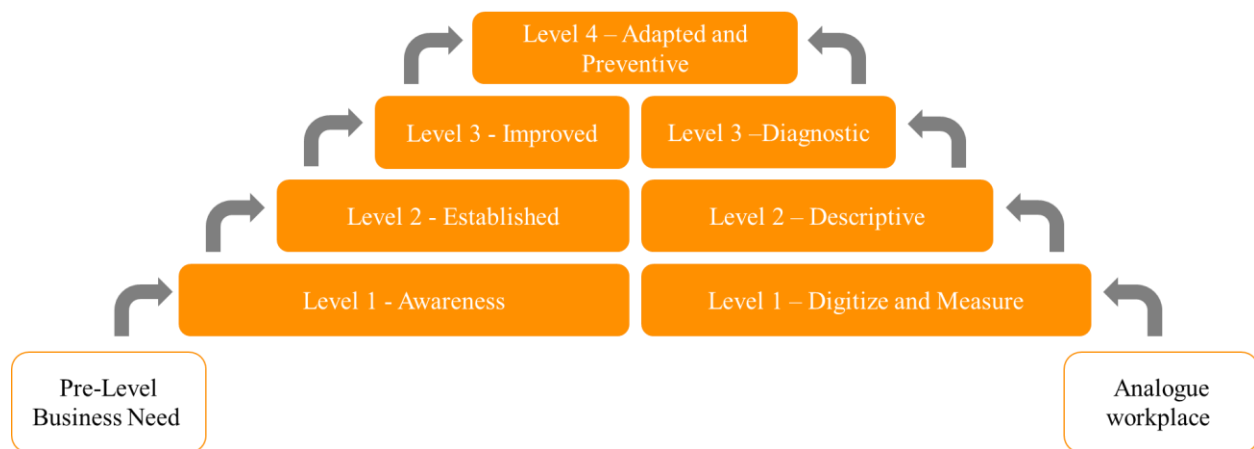 Level 4 – Adapted and
Preventive
Level 3 - Improved
Level 3 –Diagnostic
Level 2 - Established
Level 2 – Descriptive
Level 1 - Awareness
Level 1 – Digitize and Measure
Pre-Level
Business Need
Analogue
workplace